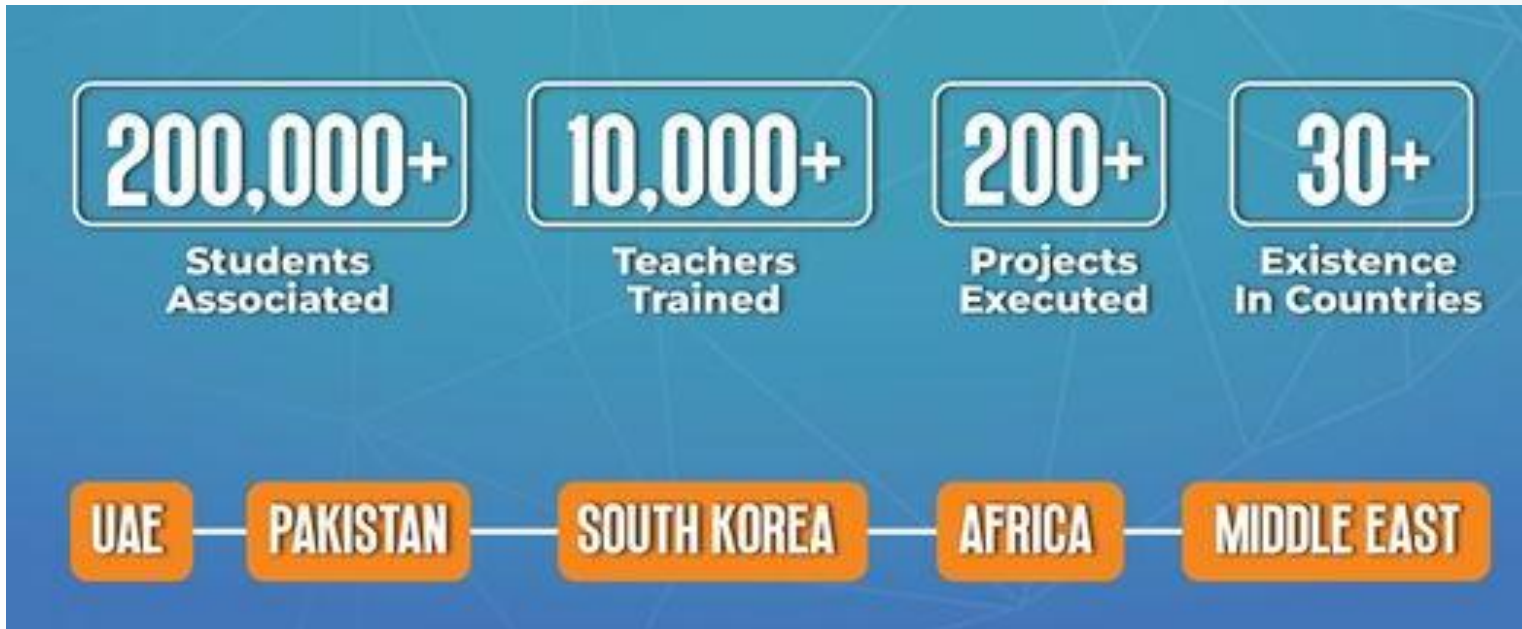 200,000+
10,000+
200+
30+
Students
Associated
Teachers
Trained
Projects
Executed
Existence
In Countries
UAE
PAKISTAN
SOUTH KOREA
AFRICA
MIDDLE EAST